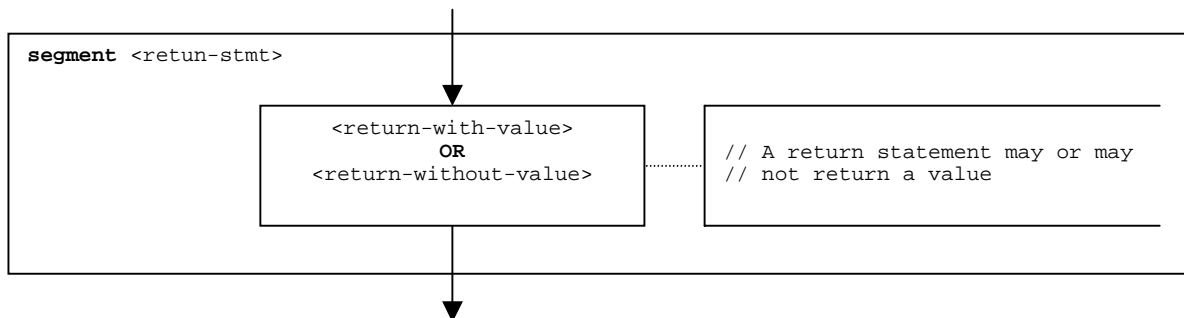 segment <retun-stmt>
<return-with-value>
OR
<return-without-value>
// A return statement may or may
// not return a value